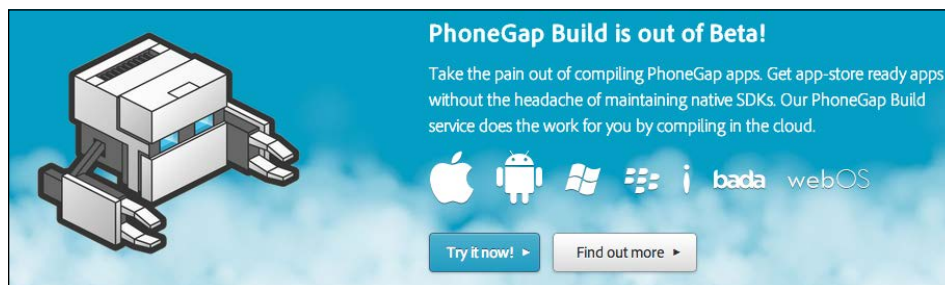 PhoneGap Build is out of Beta!
Take the pain out of compiling PhoneGap apps. Get app-store ready apps
without the headache of maintaining native SDKs. Our PhoneGap Build
service does the work for you by compiling in the cloud.
bada webOS
Try it now! ▸ Find out more ▸